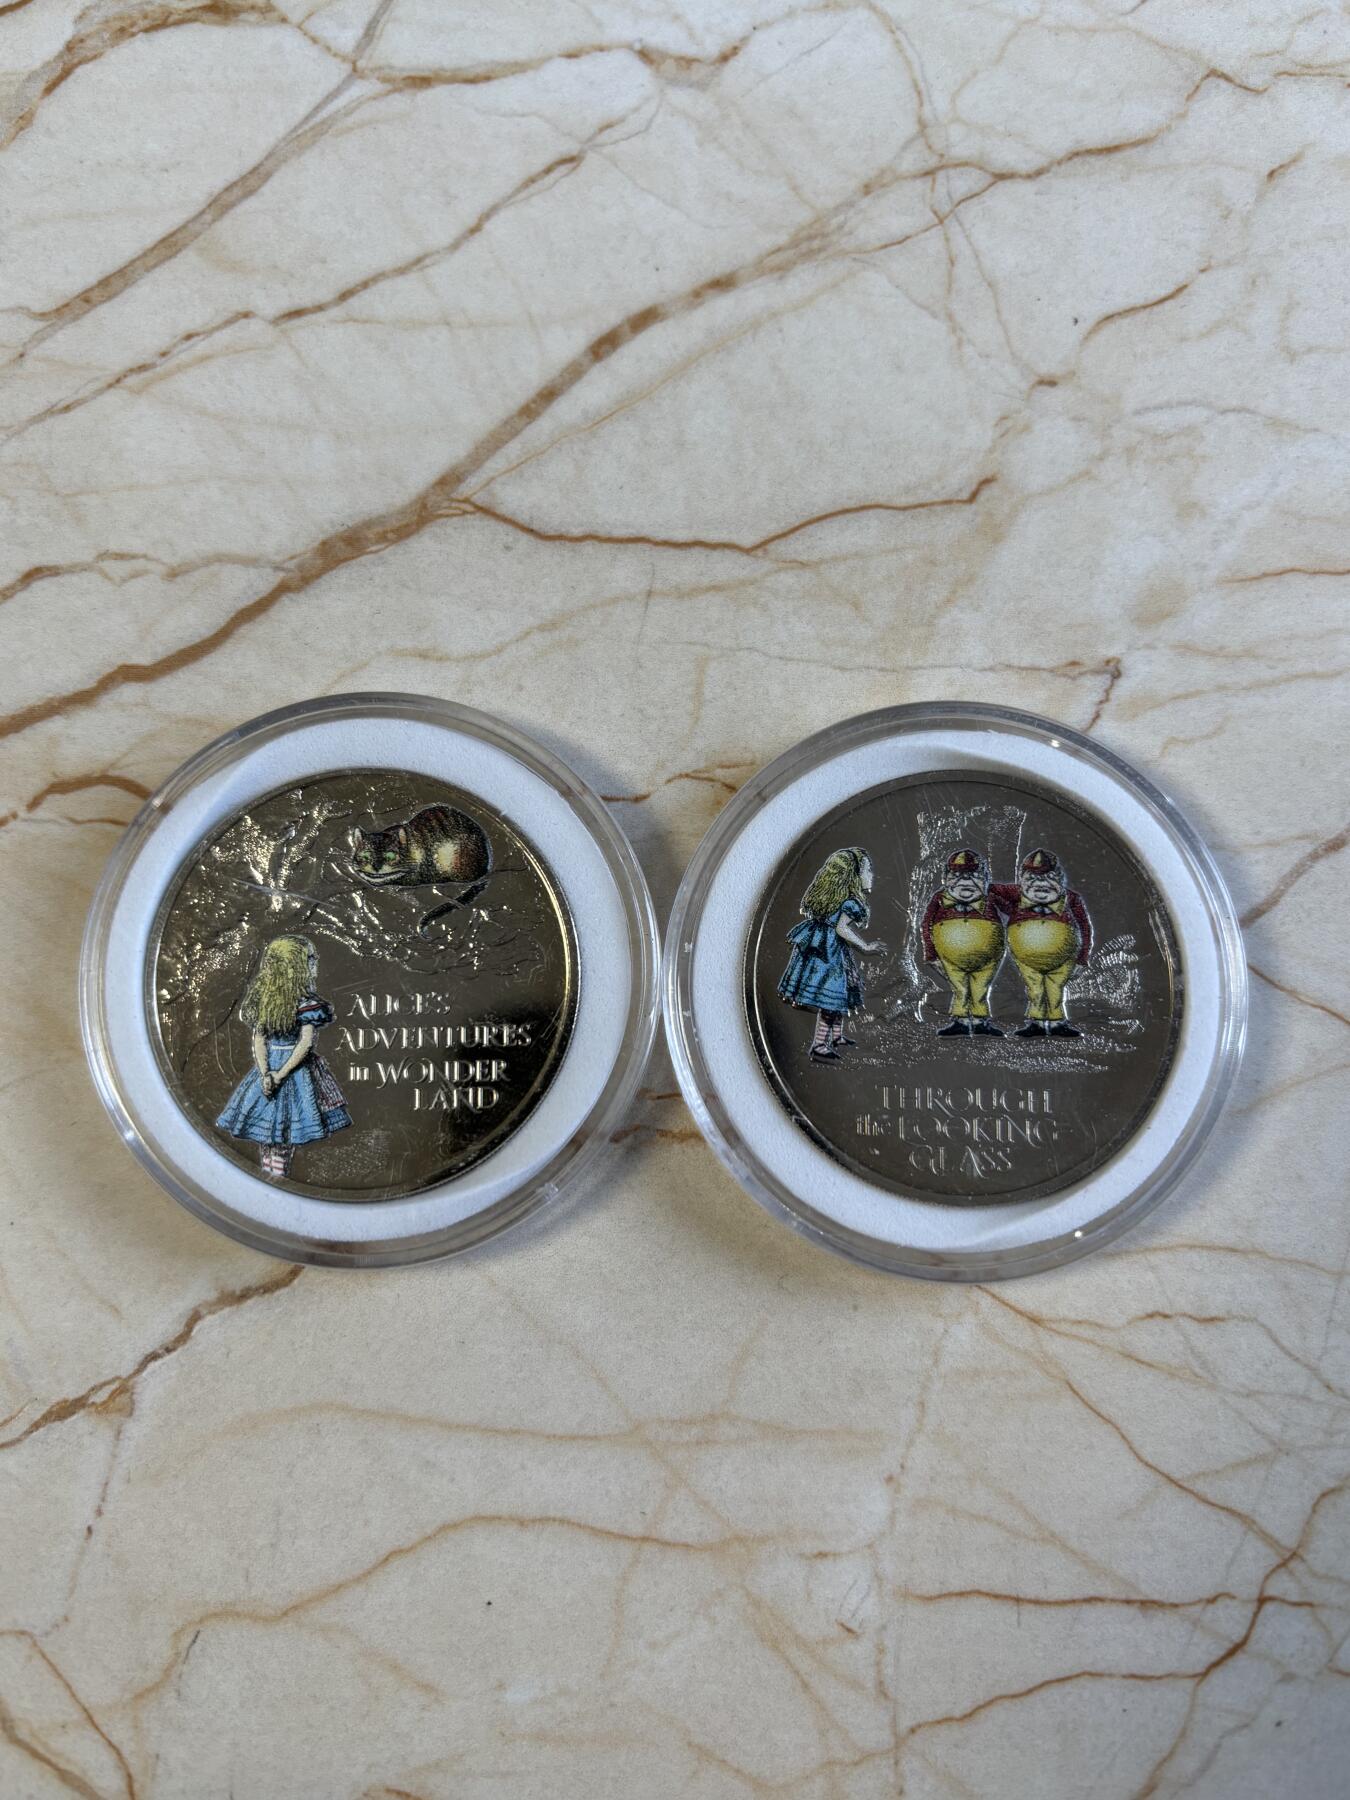 ALICE'S
ADVENTURES
in WONDER
LAND
THROUGH
the LOOKING-
GLASS